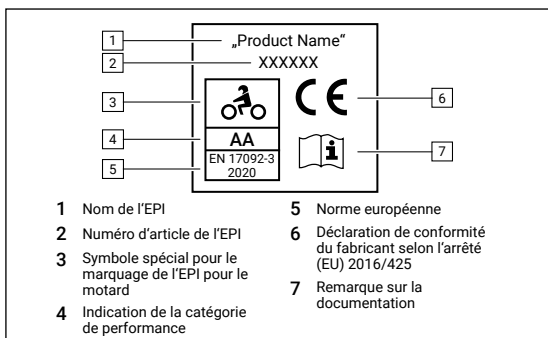 1 „Product Name“
2 XXXXXX
3
CE 6
4 AA
5 EN 17092-3
2020
i 7
1 Nom de l'EPI
2 Numéro d'article de l'EPI
3 Symbole spécial pour le
marquage de l'EPI pour le
motard
4 Indication de la catégorie
de performance
5 Norme européenne
6 Déclaration de conformité
du fabricant selon l'arrêté
(EU) 2016/425
7 Remarque sur la
documentation